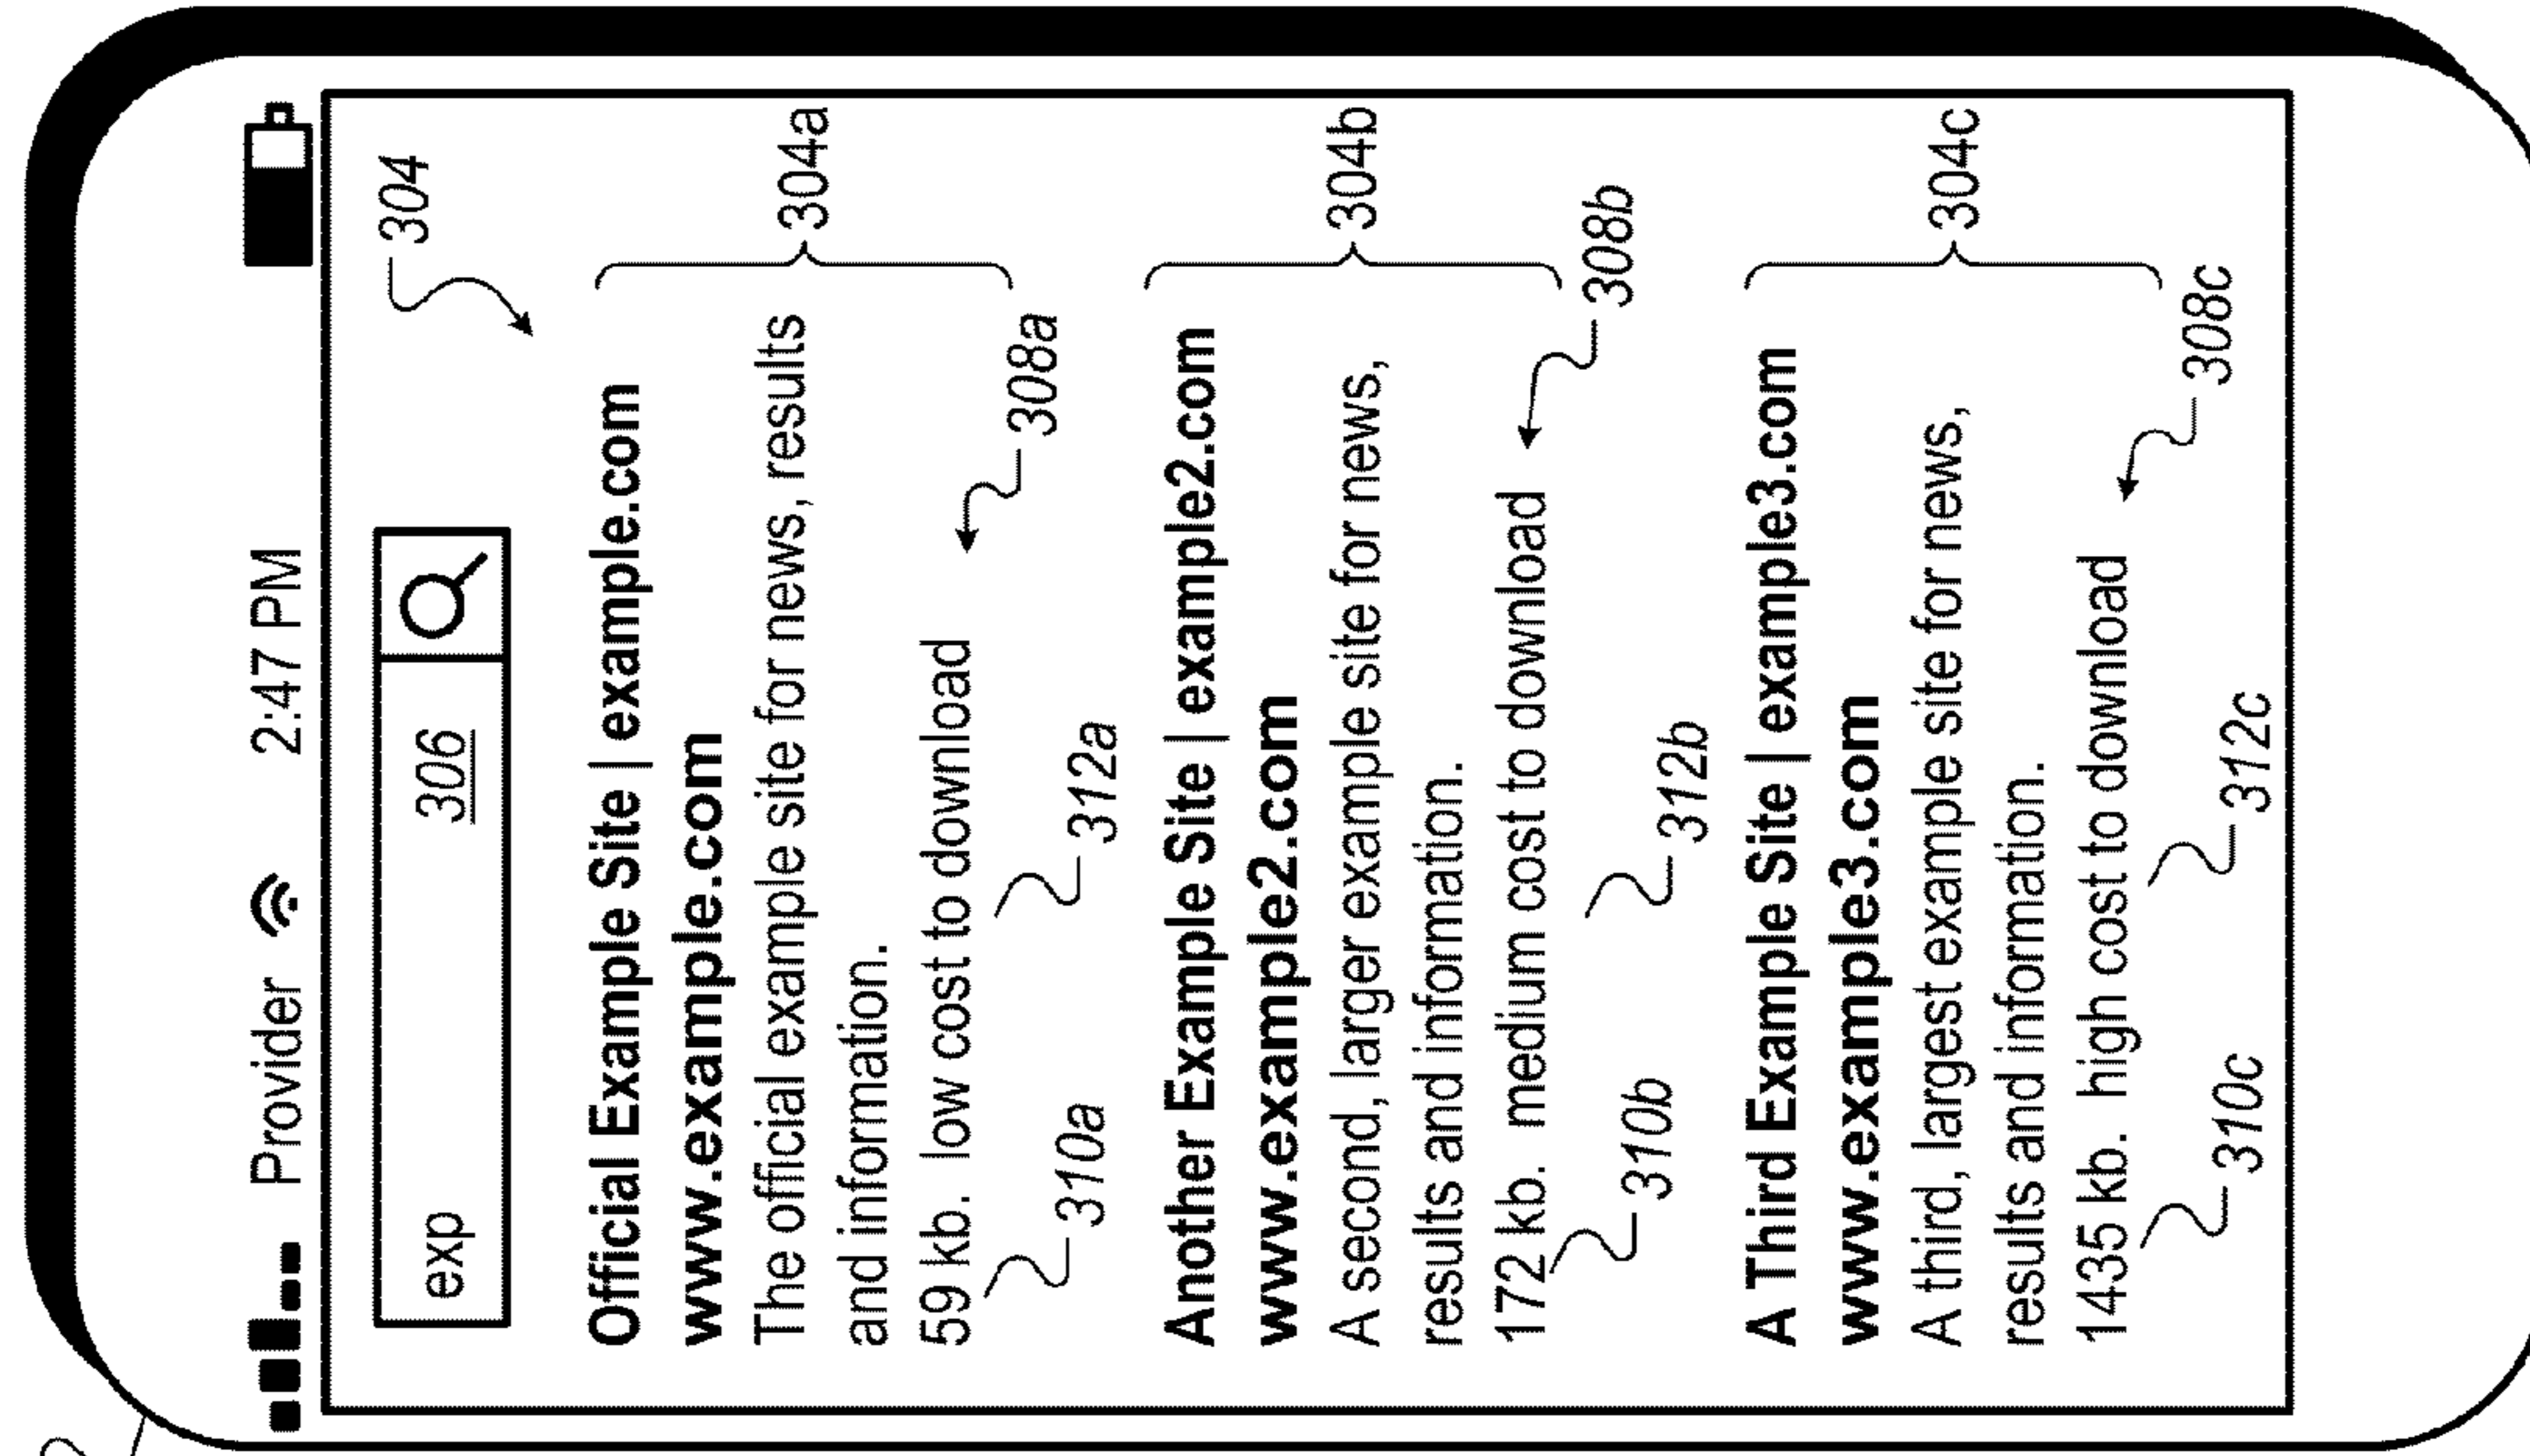 Provider 2:47 PM
exp 306
304
Official Example Site | example.com
www.example.com
The official example site for news, results
and information.
304a
59 kb. low cost to download
308a
310a 312a
Another Example Site | example2.com
www.example2.com
A second, larger example site for news,
results and information.
304b
172 kb. medium cost to download
308b
310b 312b
A Third Example Site | example3.com
www.example3.com
A third, largest example site for news,
results and information.
304c
1435 kb. high cost to download
308c
310c 312c